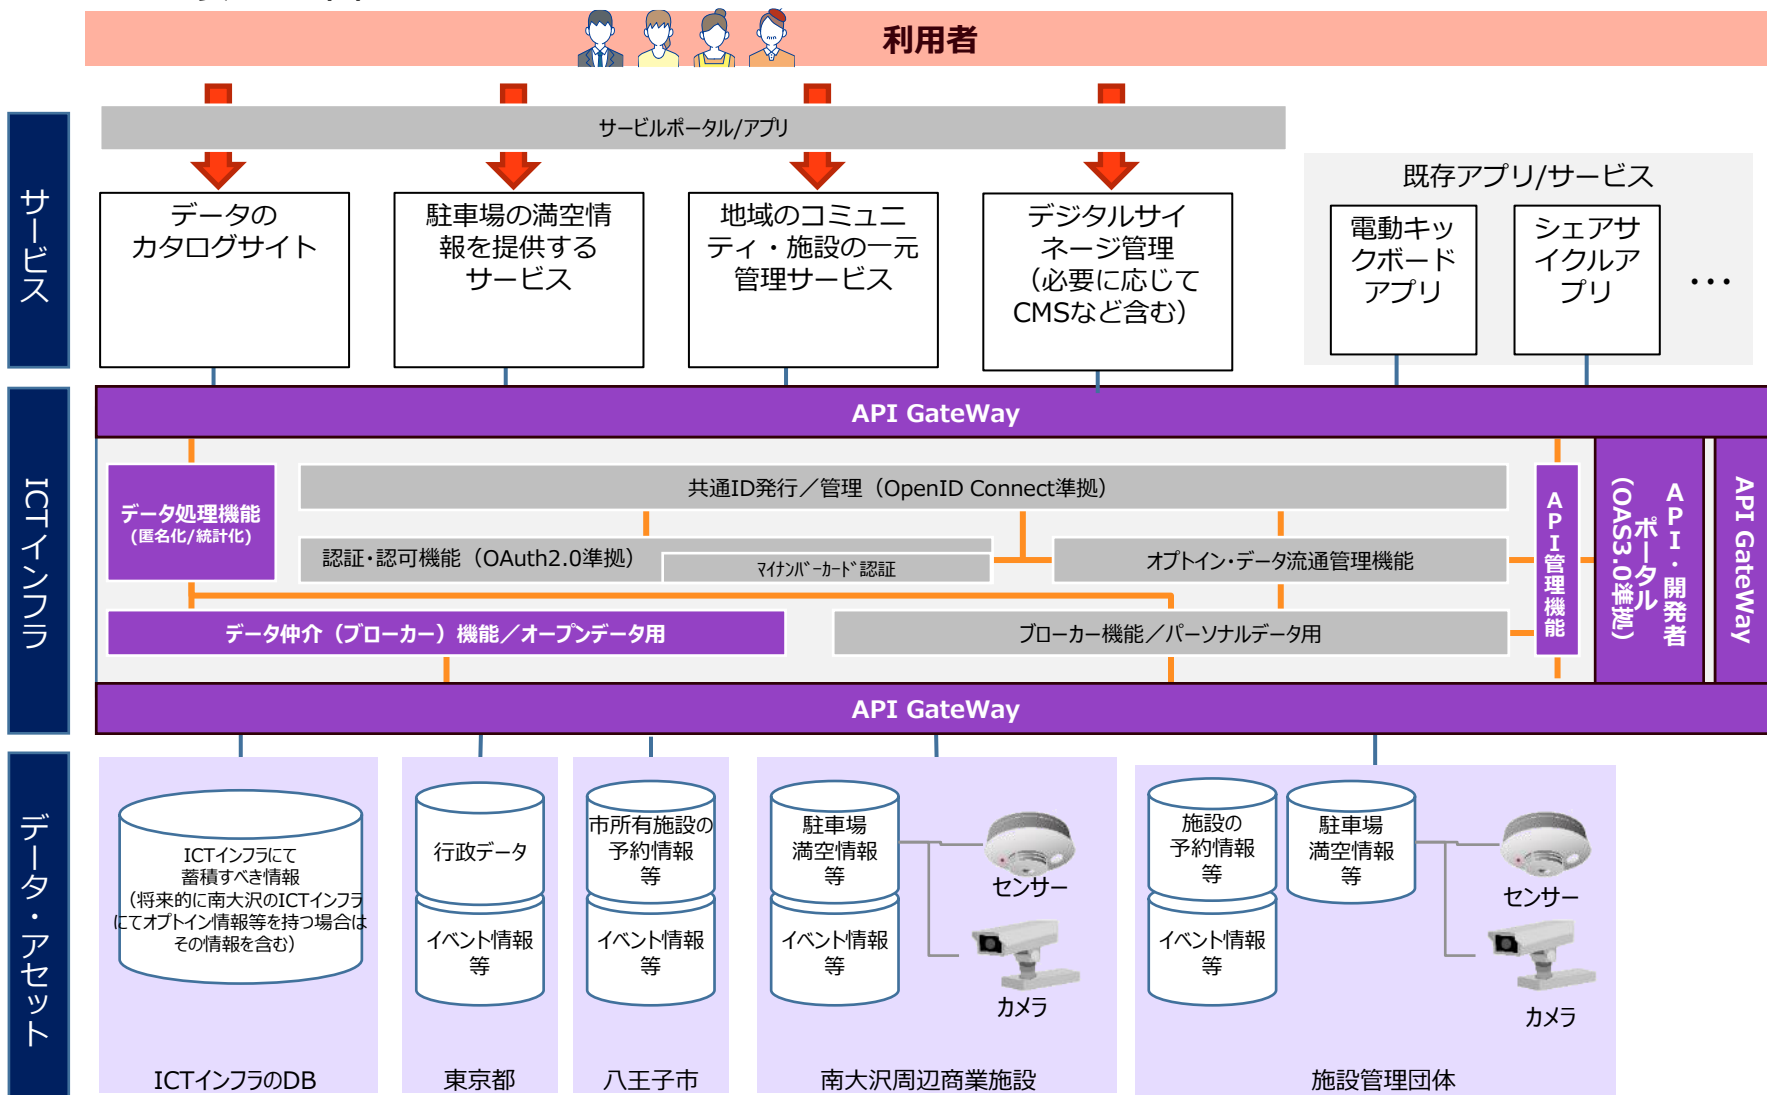 利用者
サービルポータル/アプリ
サービス
データの
カタログサイト
駐車場の満空情
報を提供する
サービス
地域のコミュニ
ティ・施設の一元
管理サービス
デジタルサイ
ネージ管理
（必要に応じて
CMSなど含む）
既存アプリ/サービス
電動キッ
クボード
アプリ
シェアサ
イクルア
プリ
…
ICTインフラ
API GateWay
データ処理機能
(匿名化/統計化)
共通ID発行／管理（OpenID Connect準拠）
認証・認可機能（OAuth2.0準拠）
ﾏｲﾅﾝﾊﾞｰｶｰﾄﾞ認証
オプトイン・データ流通管理機能
データ仲介（ブローカー）機能／オープンデータ用
ブローカー機能／パーソナルデータ用
API管理機能
API・開発者
ポータル
(OAS3.0準拠)
API GateWay
API GateWay
データ・アセット
ICTインフラにて
蓄積すべき情報
（将来的に南大沢のICTインフラ
にてオプトイン情報等を持つ場合は
その情報を含む）
ICTインフラのDB
行政データ
イベント情報
等
東京都
市所有施設の
予約情報
等
イベント情報
等
八王子市
駐車場
満空情報
等
イベント情報
等
センサー
カメラ
南大沢周辺商業施設
施設の
予約情報
等
イベント情報
等
駐車場
満空情報
等
センサー
カメラ
施設管理団体